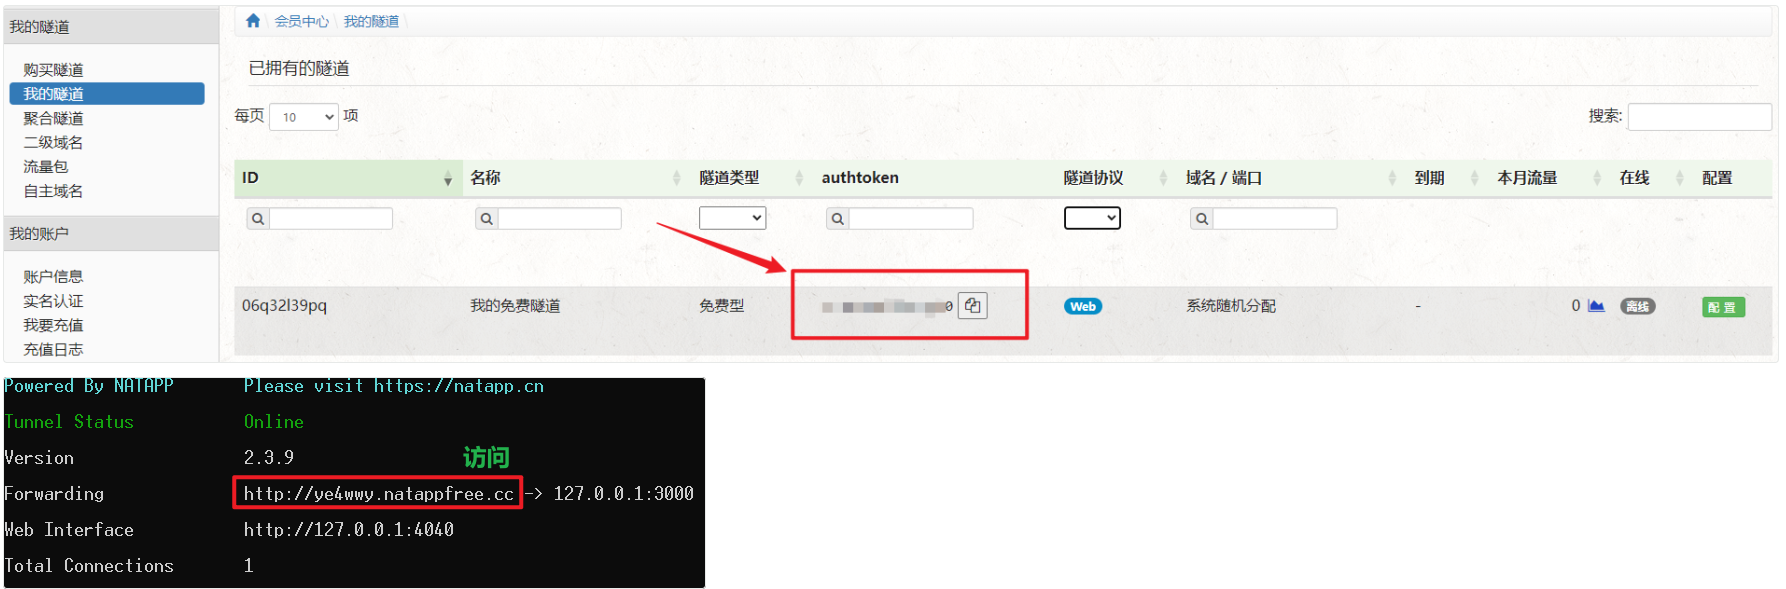 我的隧道
购买隧道
我的隧道
聚合隧道
二级域名
流量包
自主域名
我的账户
账户信息
实名认证
我要充值
充值日志
会员中心 我的隧道
已拥有的隧道
每页 10 项
搜索:
ID 名称 隧道类型 authtoken 隧道协议 域名 / 端口 到期 本月流量 在线 配置
06q32l39pq 我的免费隧道 免费型 0 Web 系统随机分配 - 0 离线 配置
Powered By NATAPP Please visit https://natapp.cn
Tunnel Status Online
Version 2.3.9
访问
Forwarding http://ye4wwy.natappfree.cc -> 127.0.0.1:3000
Web Interface http://127.0.0.1:4040
Total Connections 1